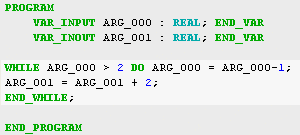 PROGRAM
VAR_INPUT ARG_000 : REAL; END_VAR
VAR_INOUT ARG_001 : REAL; END_VAR
WHILE ARG_000 > 2 DO ARG_000 = ARG_000-1;
ARG_001 = ARG_001 + 2;
END_WHILE;
END_PROGRAM